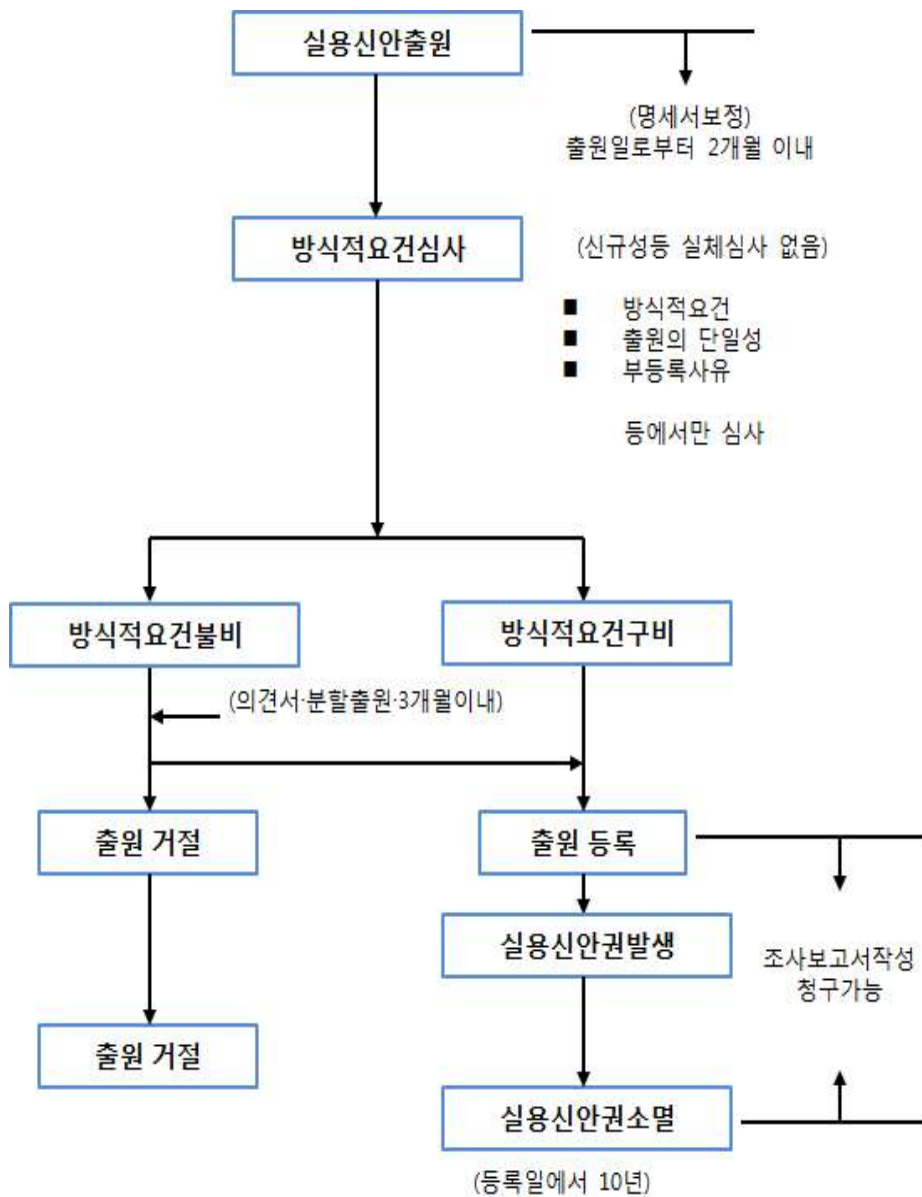 실용신안출원
(명세서보정)
출원일로부터 2개월 이내
방식적요건심사
(신규성등 실체심사 없음)
■ 방식적요건
■ 출원의 단일성
■ 부등록사유
등에서만 심사
방식적요건불비
방식적요건구비
(의견서·분할출원·3개월이내)
출원 거절
출원 등록
실용신안권발생
조사보고서작성
청구가능
출원 거절
실용신안권소멸
(등록일에서 10년)